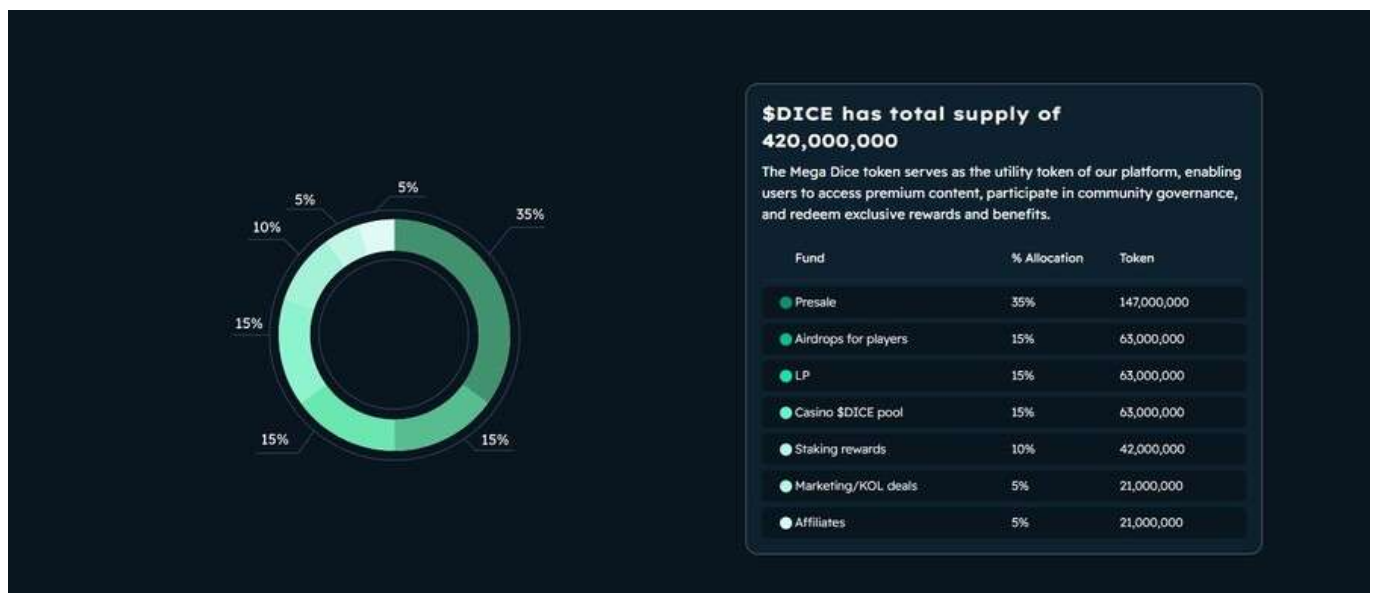 5%
5%
35%
10%
15%
15%
15%
$DICE has total supply of
420,000,000
The Mega Dice token serves as the utility token of our platform, enabling
users to access premium content, participate in community governance,
and redeem exclusive rewards and benefits.
Fund % Allocation Token
Presale 35% 147,000,000
Airdrops for players 15% 63,000,000
LP 15% 63,000,000
Casino $DICE pool 15% 63,000,000
Staking rewards 10% 42,000,000
Marketing/KOL deals 5% 21,000,000
Affiliates 5% 21,000,000